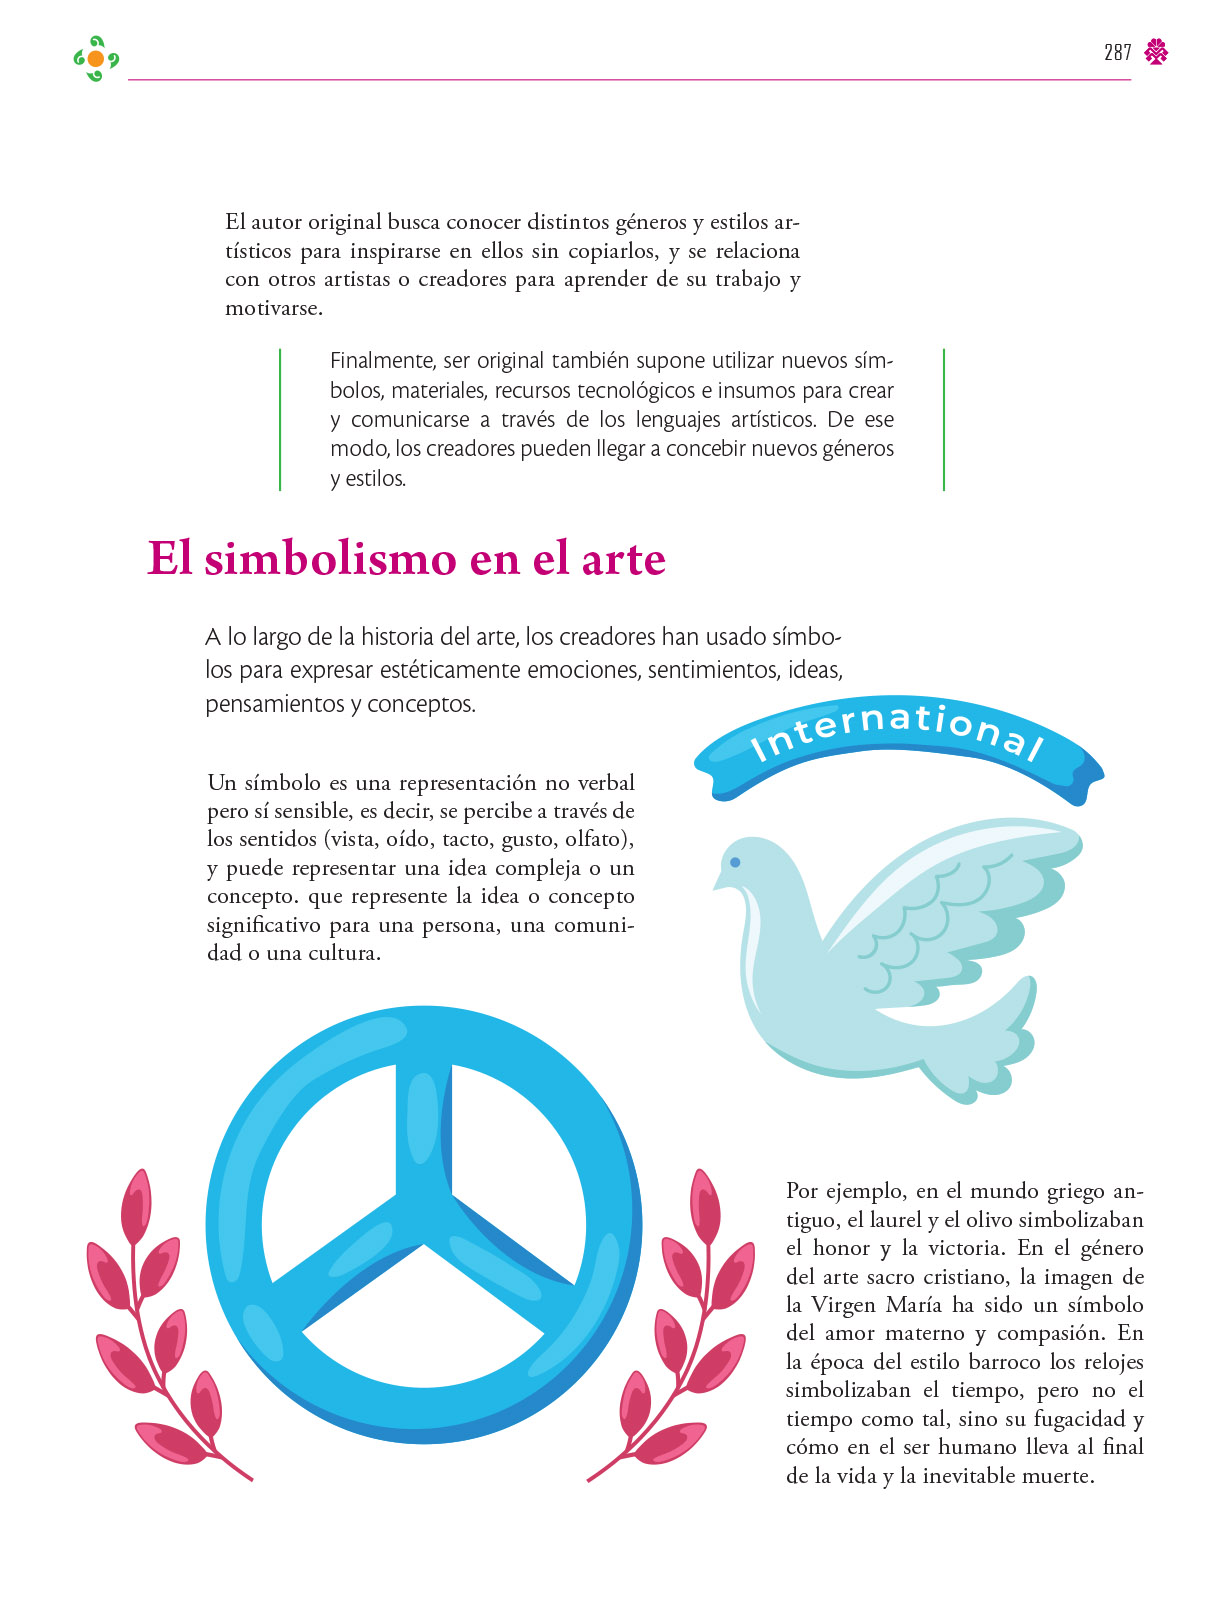 287
El autor original busca conocer distintos géneros y estilos ar-
tísticos para inspirarse en ellos sin copiarlos, y se relaciona
con otros artistas o creadores para aprender de su trabajo y
motivarse.
Finalmente, ser original también supone utilizar nuevos sím-
bolos, materiales, recursos tecnológicos e insumos para crear
y comunicarse a través de los lenguajes artísticos. De ese
modo, los creadores pueden llegar a concebir nuevos géneros
y estilos.
El simbolismo en el arte
A lo largo de la historia del arte, los creadores han usado símbo-
los para expresar estéticamente emociones, sentimientos, ideas,
pensamientos y conceptos.
International
Un símbolo es una representación no verbal
pero sí sensible, es decir, se percibe a través de
los sentidos (vista, oído, tacto, gusto, olfato),
y puede representar una idea compleja o un
concepto. que represente la idea o concepto
significativo para una persona, una comuni-
dad o una cultura.
Por ejemplo, en el mundo griego an-
tiguo, el laurel y el olivo simbolizaban
el honor y la victoria. En el género
del arte sacro cristiano, la imagen de
la Virgen María ha sido un símbolo
del amor materno y compasión. En
la época del estilo barroco los relojes
simbolizaban el tiempo, pero no el
tiempo como tal, sino su fugacidad y
cómo en el ser humano lleva al final
de la vida y la inevitable muerte.